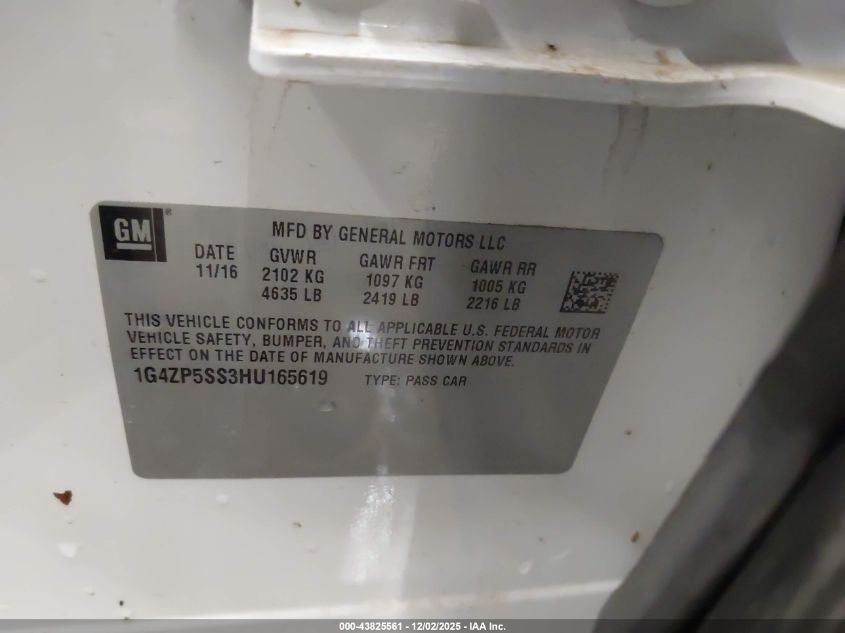 GM
MFD BY GENERAL MOTORS LLC
DATE GVWR GAWR FRT GAWR RR
11/16 2102 KG 1097 KG 1005 KG
4635 LB 2419 LB 2216 LB
THIS VEHICLE CONFORMS TO ALL APPLICABLE U.S. FEDERAL MOTOR
VEHICLE SAFETY, BUMPER, AND THEFT PREVENTION STANDARDS IN
EFFECT ON THE DATE OF MANUFACTURE SHOWN ABOVE.
1G4ZP5SS3HU165619 TYPE: PASS CAR
000-43825561 - 12/02/2025 - IAA Inc.